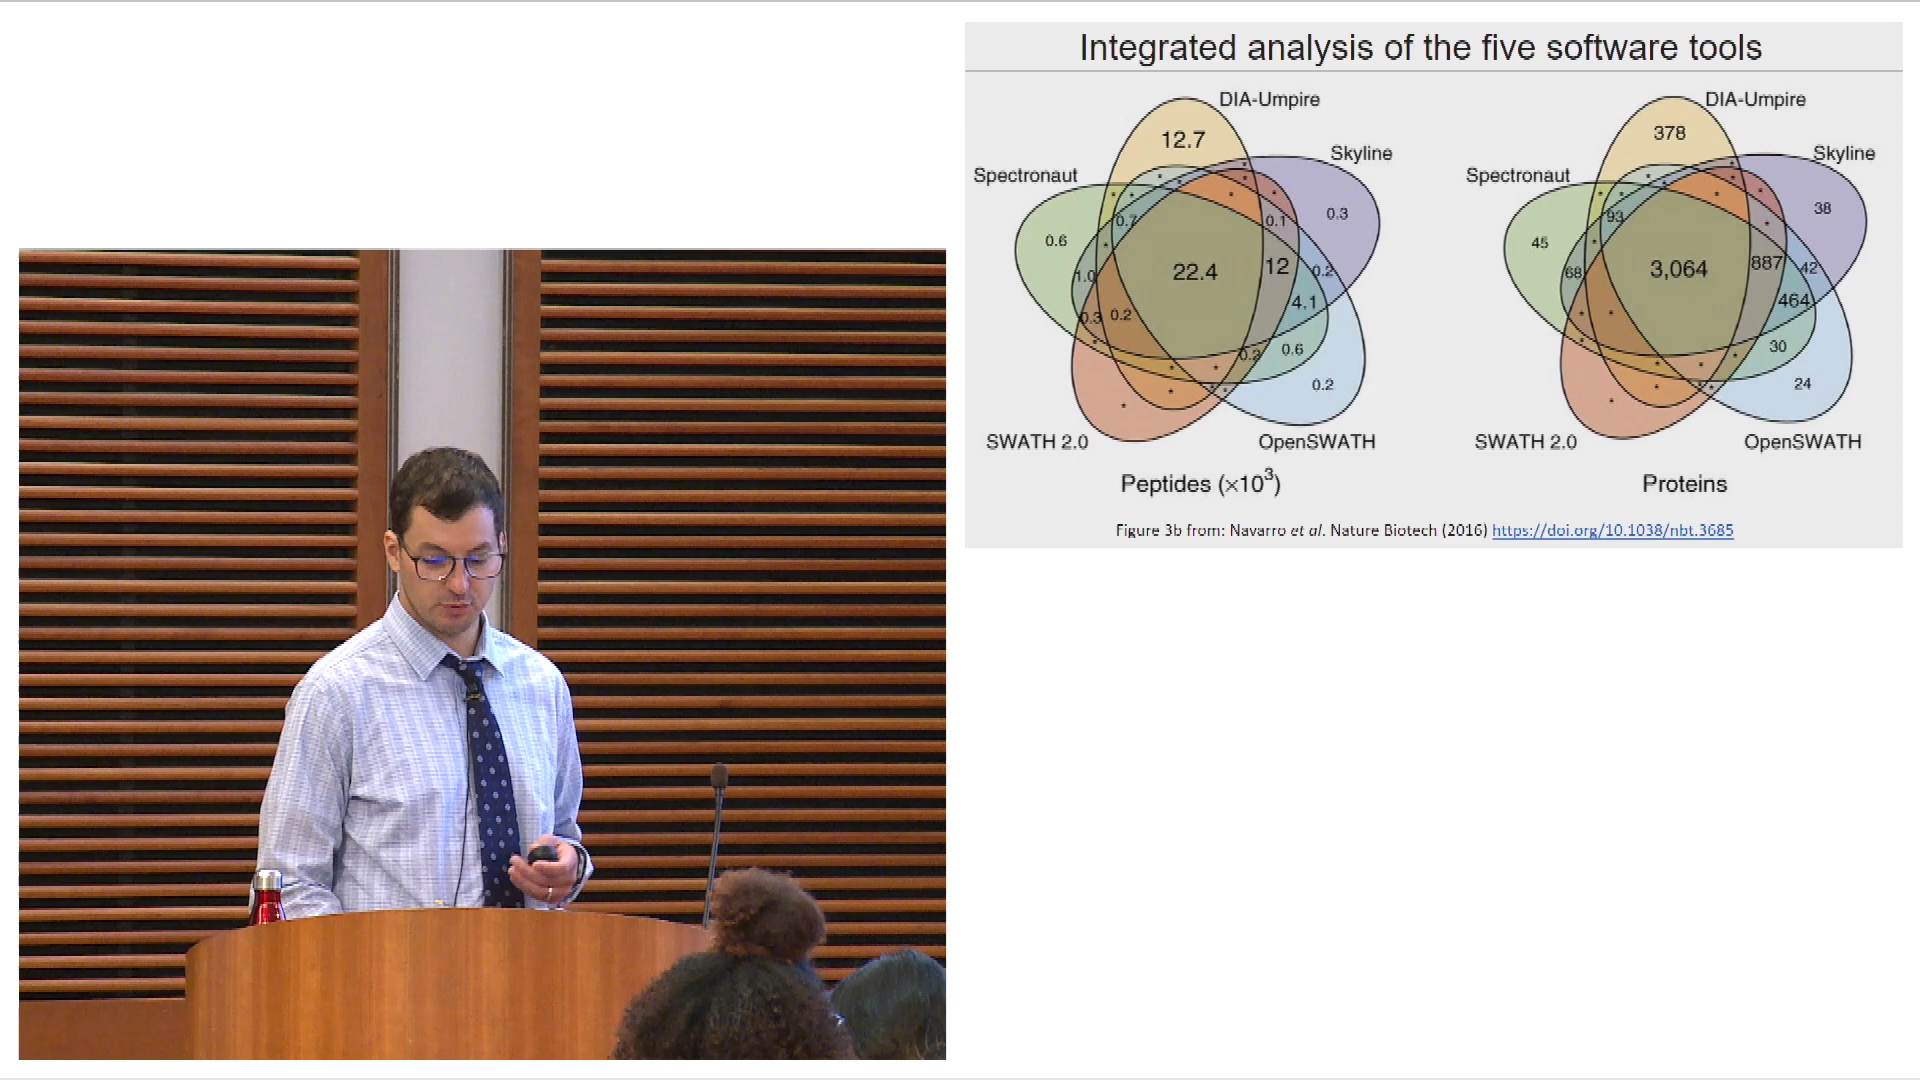 Integrated analysis of the five software tools
DIA-Umpire
12.7
Skyline
Spectronaut
0.7
0.1
0.3
0.6
22.4
12
0.2
1.0
4.1
0.3
0.2
0.2
0.6
0.2
SWATH 2.0
OpenSWATH
Peptides (×10³)
DIA-Umpire
378
Skyline
Spectronaut
93
38
45
3,064
887
42
68
464
30
24
SWATH 2.0
OpenSWATH
Proteins
Figure 3b from: Navarro et al. Nature Biotech (2016) https://doi.org/10.1038/nbt.3685